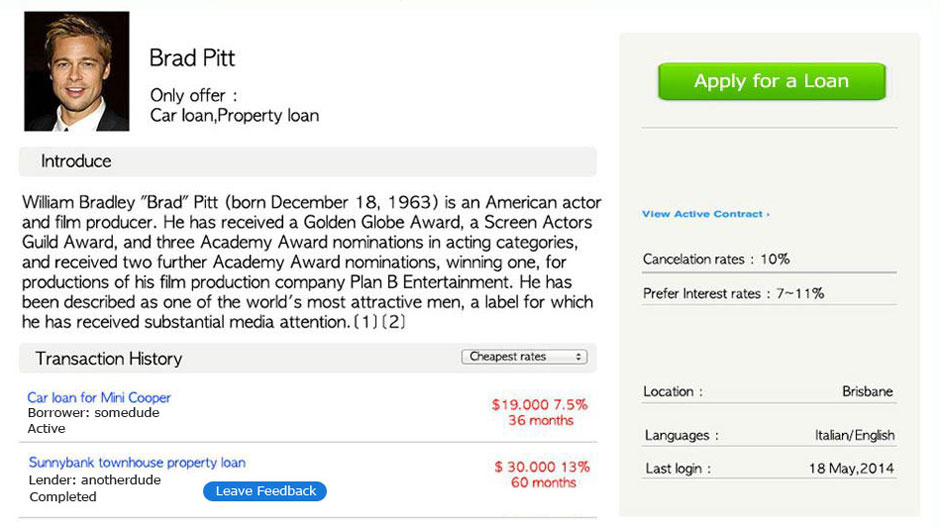 Brad Pitt
Only offer :
Car loan,Property loan
Apply for a Loan
Introduce
William Bradley "Brad" Pitt (born December 18, 1963) is an American actor
and film producer. He has received a Golden Globe Award, a Screen Actors
Guild Award, and three Academy Award nominations in acting categories,
and received two further Academy Award nominations, winning one, for
productions of his film production company Plan B Entertainment. He has
been described as one of the world's most attractive men, a label for which
he has received substantial media attention.[1][2]
View Active Contract ›
Cancelation rates : 10%
Prefer Interest rates : 7~11%
Transaction History
Cheapest rates
Car loan for Mini Cooper
Borrower: somedude
Active
$19.000 7.5%
36 months
Sunnybank townhouse property loan
Lender: anotherdude
Completed
Leave Feedback
$ 30.000 13%
60 months
Location : Brisbane
Languages : Italian/English
Last login : 18 May,2014